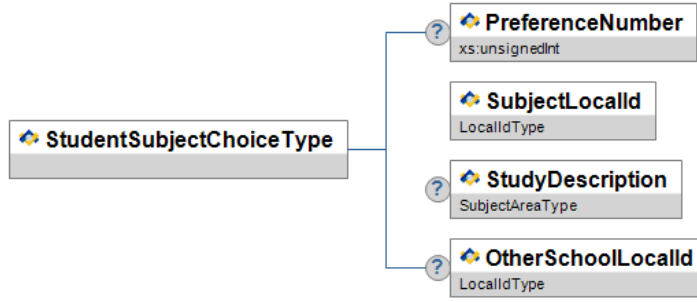 PreferenceNumber
xs:unsignedInt
SubjectLocalId
LocalIdType
StudentSubjectChoiceType
StudyDescription
SubjectAreaType
OtherSchoolLocalId
LocalIdType
?
?
?